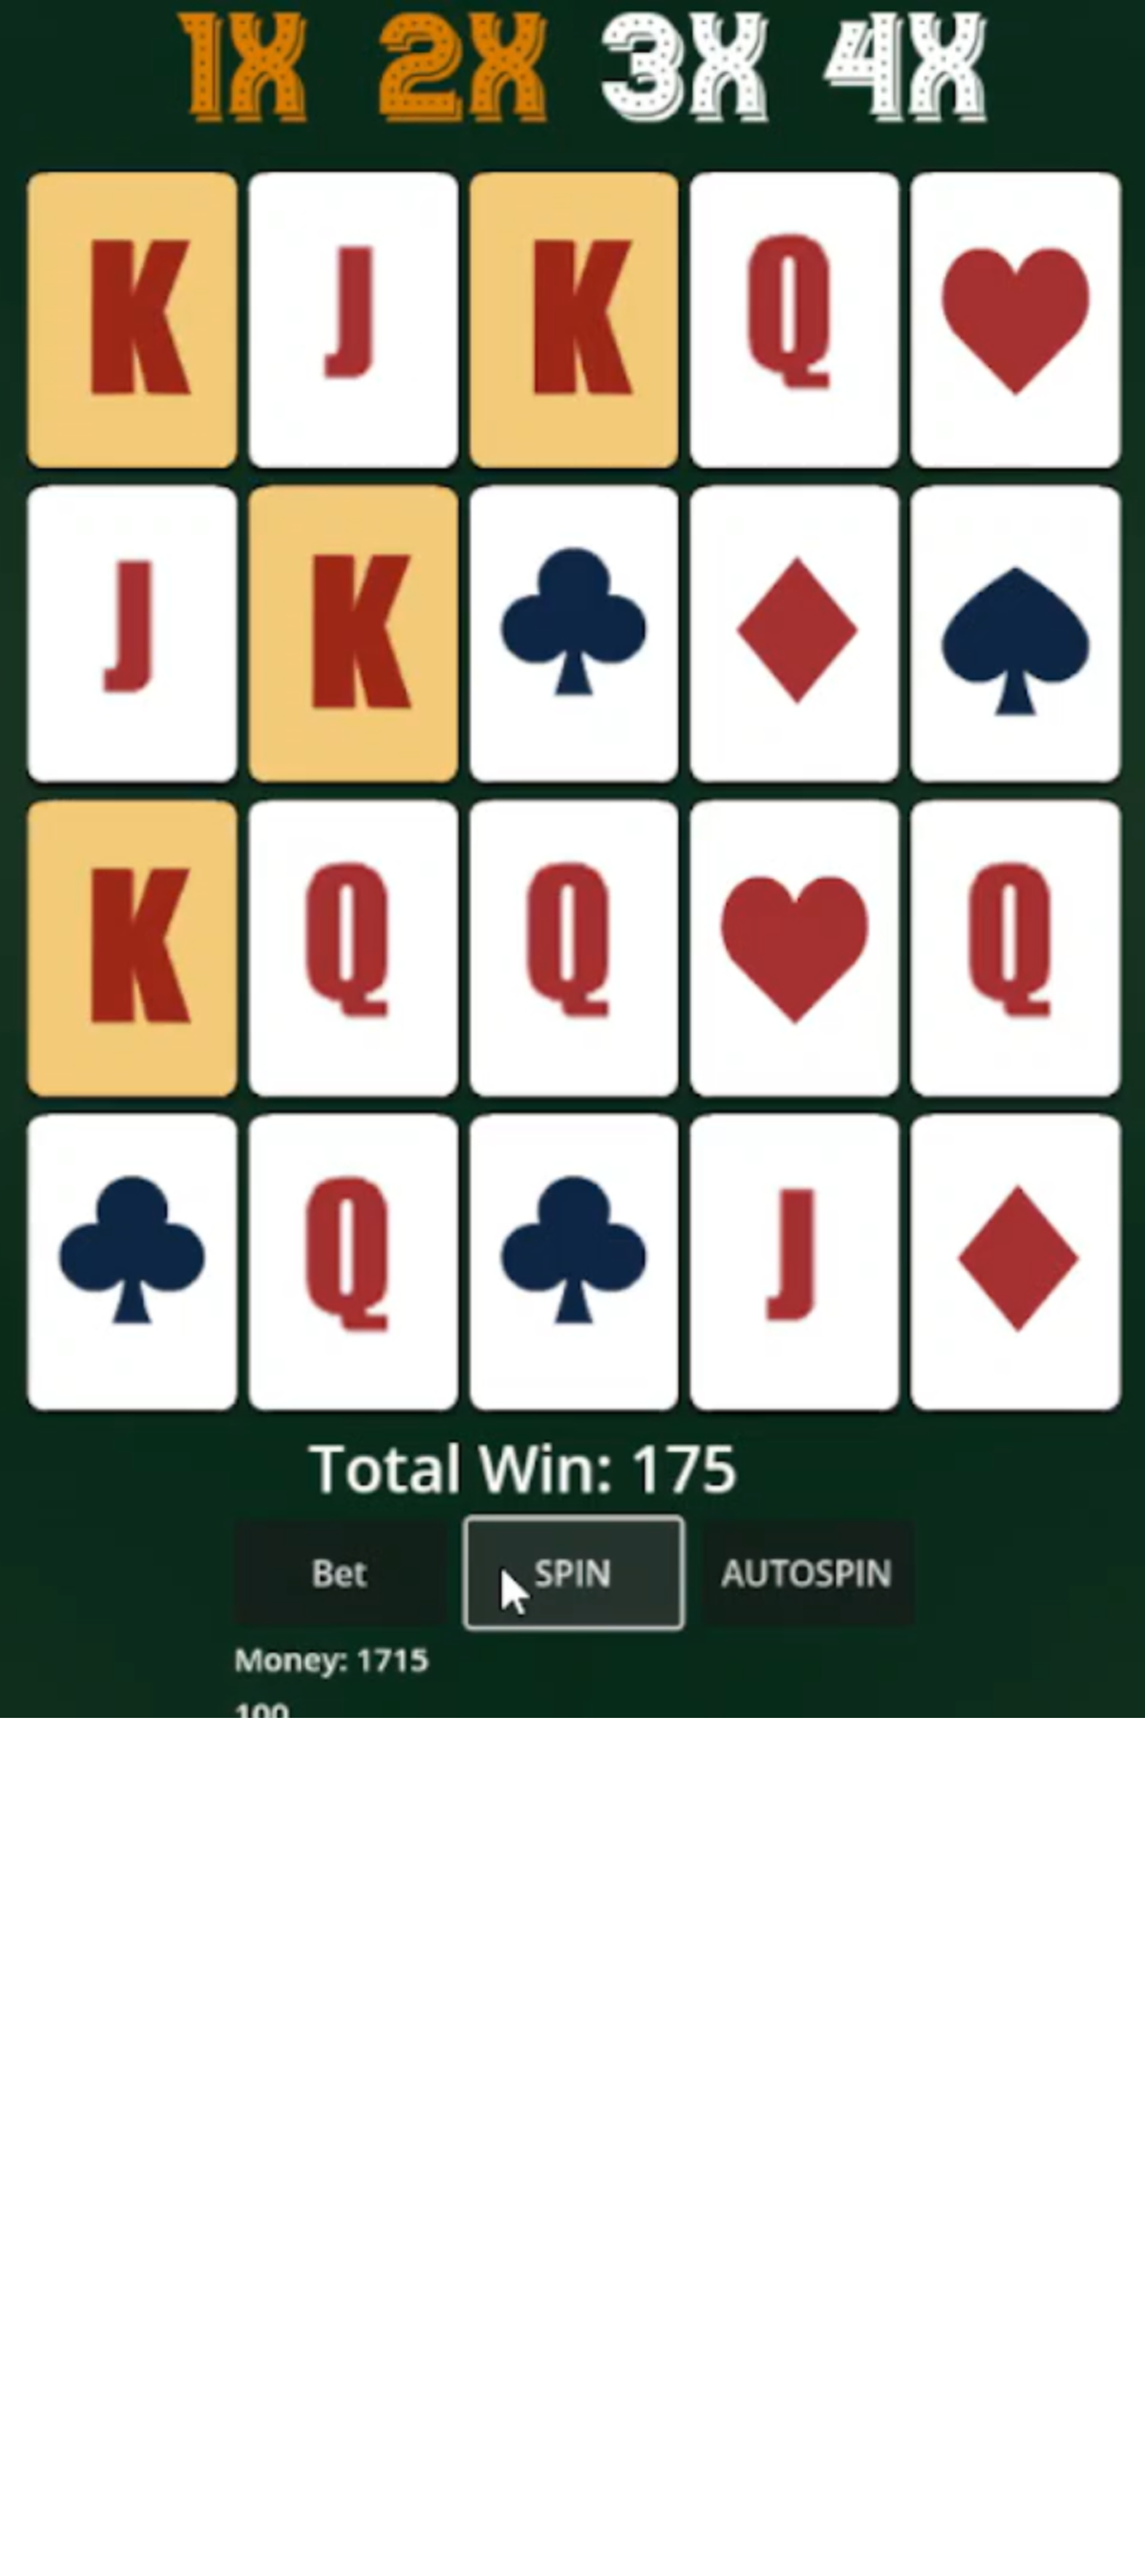 1X 2X 3X 4X
K J K Q
J K
K Q Q Q
Q J
Total Win: 175
Bet SPIN AUTOSPIN
Money: 1715
100